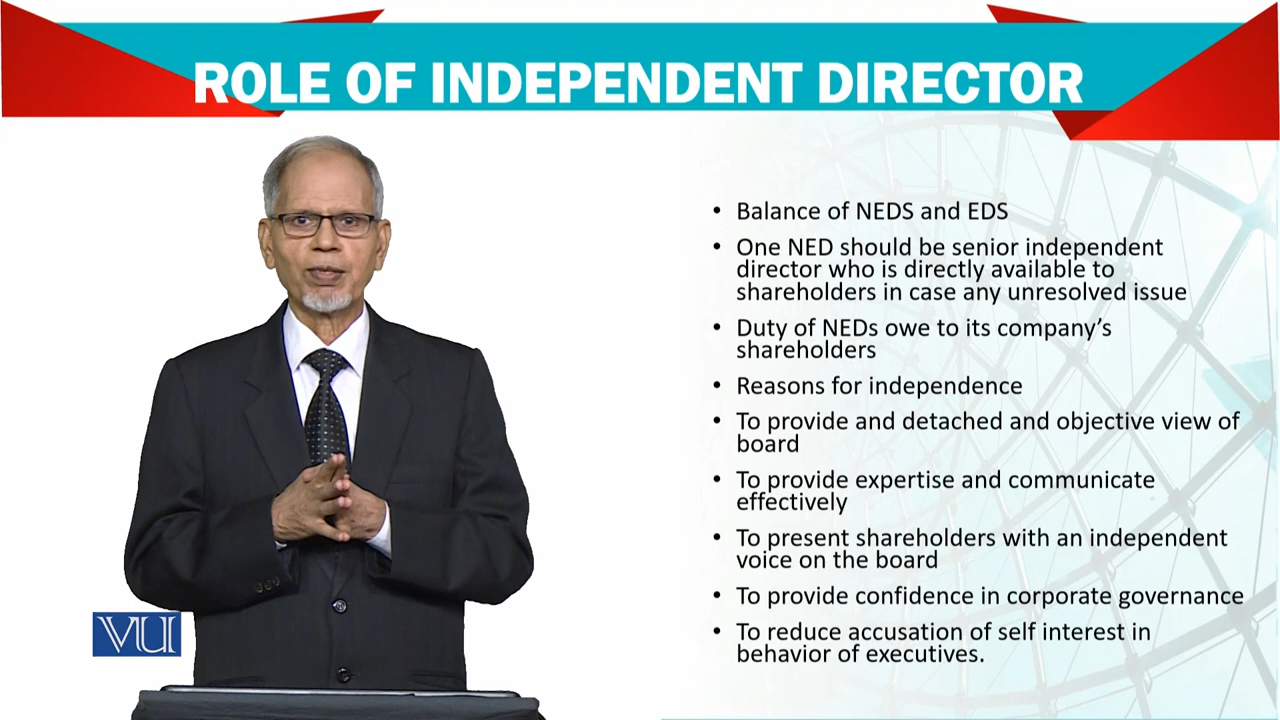 ROLE OF INDEPENDENT DIRECTOR
• Balance of NEDS and EDS
• One NED should be senior independent
director who is directly available to
shareholders in case any unresolved issue
• Duty of NEDs owe to its company’s
shareholders
• Reasons for independence
• To provide and detached and objective view of
board
• To provide expertise and communicate
effectively
• To present shareholders with an independent
voice on the board
• To provide confidence in corporate governance
• To reduce accusation of self interest in
behavior of executives.
VU